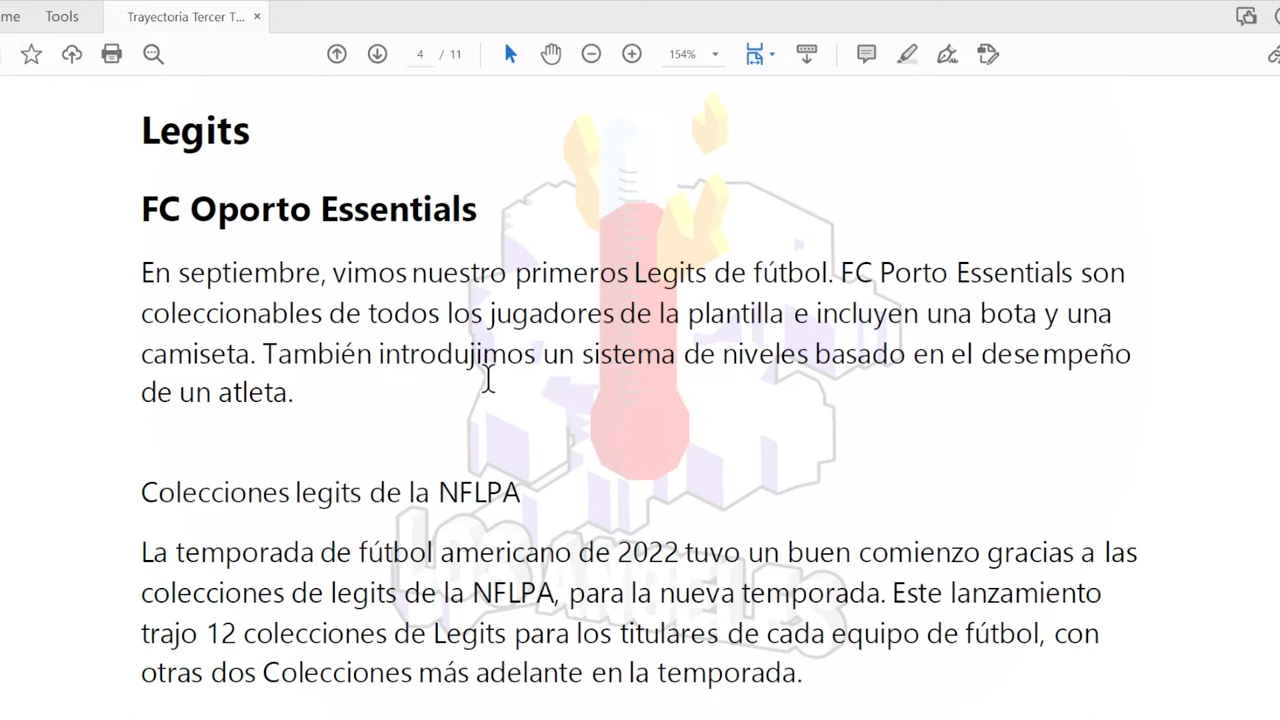 ome Tools Trayectoria Tercer T... ×
4 / 11 154%
Legits
FC Oporto Essentials
En septiembre, vimos nuestro primeros Legits de fútbol. FC Porto Essentials son
coleccionables de todos los jugadores de la plantilla e incluyen una bota y una
camiseta. También introdujimos un sistema de niveles basado en el desempeño
de un atleta.
Colecciones legits de la NFLPA
La temporada de fútbol americano de 2022 tuvo un buen comienzo gracias a las
colecciones de legits de la NFLPA, para la nueva temporada. Este lanzamiento
trajo 12 colecciones de Legits para los titulares de cada equipo de fútbol, con
otras dos Colecciones más adelante en la temporada.
LOS ANGELES